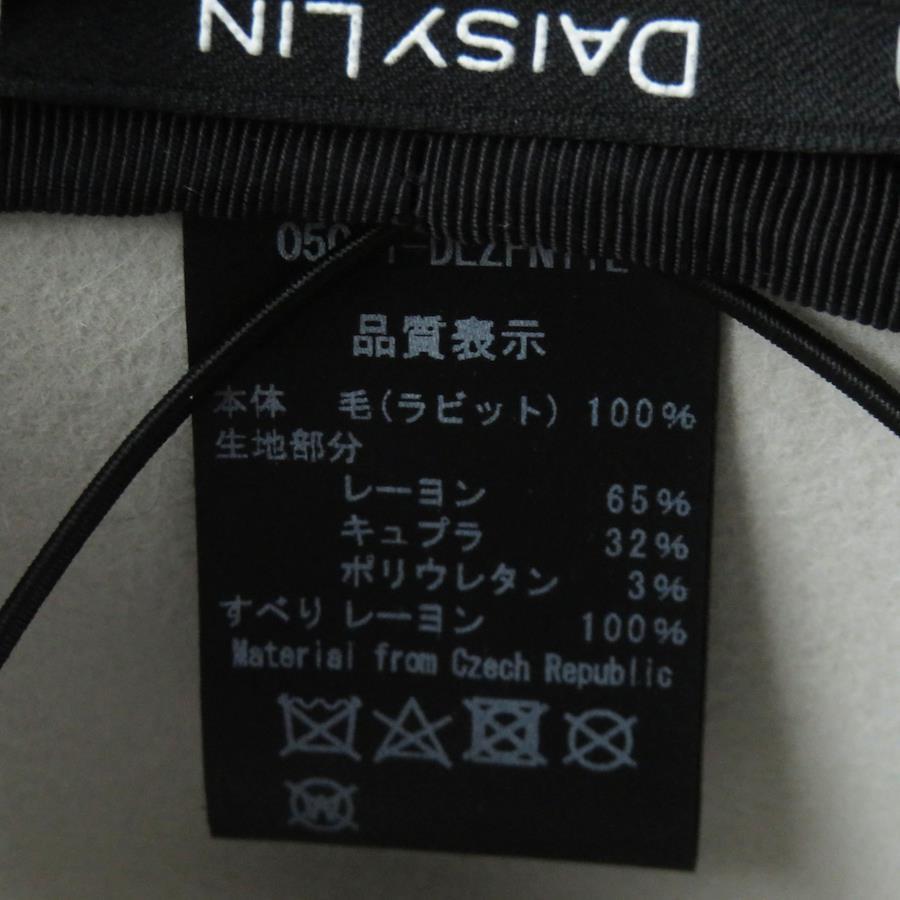 DAISY LIN
品質表示
本体 毛(ラビット) 100%
生地部分
レーヨン 65%
キュプラ 32%
ポリウレタン 3%
すべり レーヨン 100%
Material from Czech Republic
W